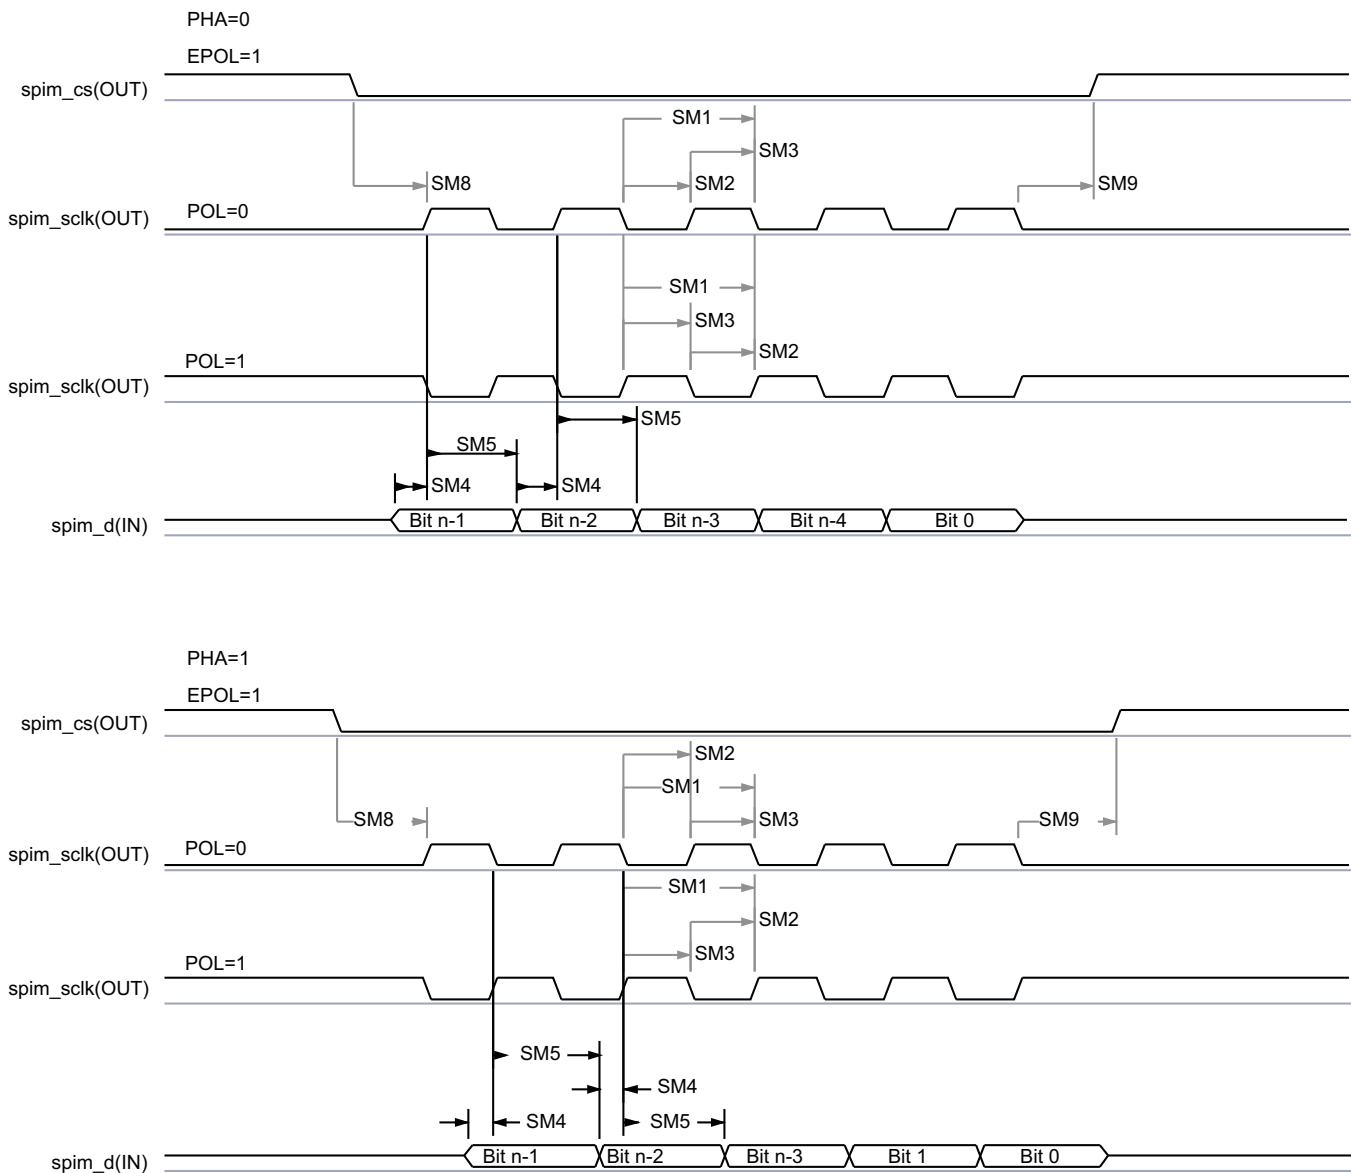 PHA=0
EPOL=1
spim_cs(OUT)
SM1
SM3
SM8
SM2
SM9
POL=0
spim_sclk(OUT)
SM1
SM3
SM2
POL=1
spim_sclk(OUT)
SM5
SM5
SM4
SM4
spim_d(IN)
Bit n-1
Bit n-2
Bit n-3
Bit n-4
Bit 0
PHA=1
EPOL=1
spim_cs(OUT)
SM2
SM1
SM8
SM3
SM9
POL=0
spim_sclk(OUT)
SM1
SM2
SM3
POL=1
spim_sclk(OUT)
SM5
SM4
SM4
SM5
spim_d(IN)
Bit n-1
Bit n-2
Bit n-3
Bit 1
Bit 0